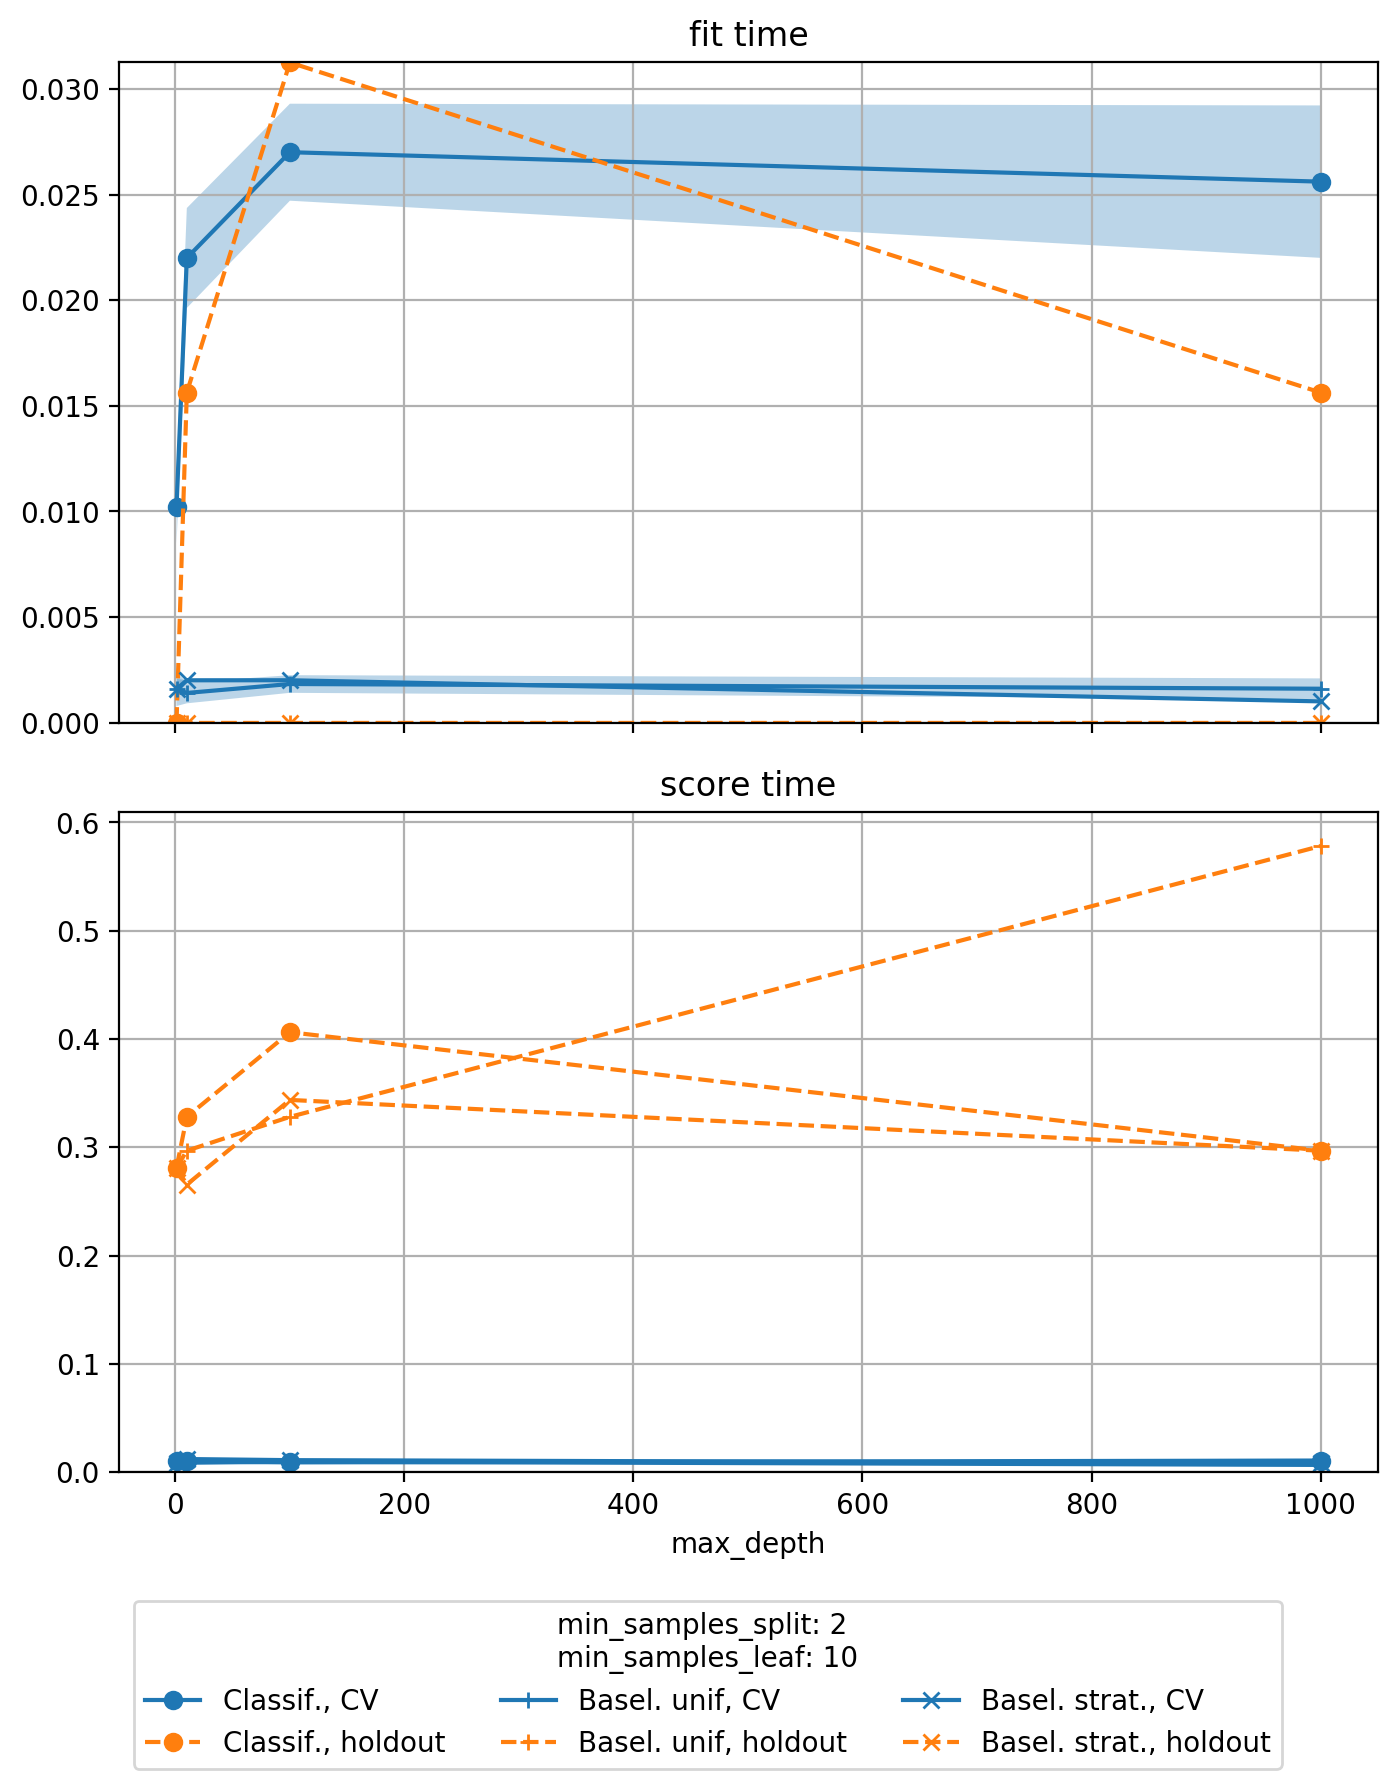 fit time
0.030
0.025
0.020
0.015
0.010
0.005
0.000
score time
0.6
0.5
0.4
0.3
0.2
0.1
0.0
0 200 400 600 800 1000
max_depth
min_samples_split: 2
min_samples_leaf: 10
Classif., CV Basel. unif, CV Basel. strat., CV
Classif., holdout Basel. unif, holdout Basel. strat., holdout